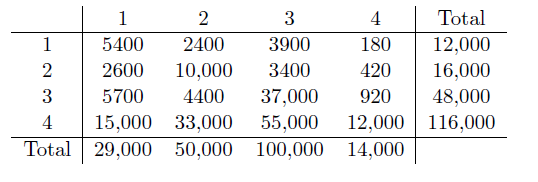 1 2 3 4 Total
1 5400 2400 3900 180 12,000
2 2600 10,000 3400 420 16,000
3 5700 4400 37,000 920 48,000
4 15,000 33,000 55,000 12,000 116,000
Total 29,000 50,000 100,000 14,000